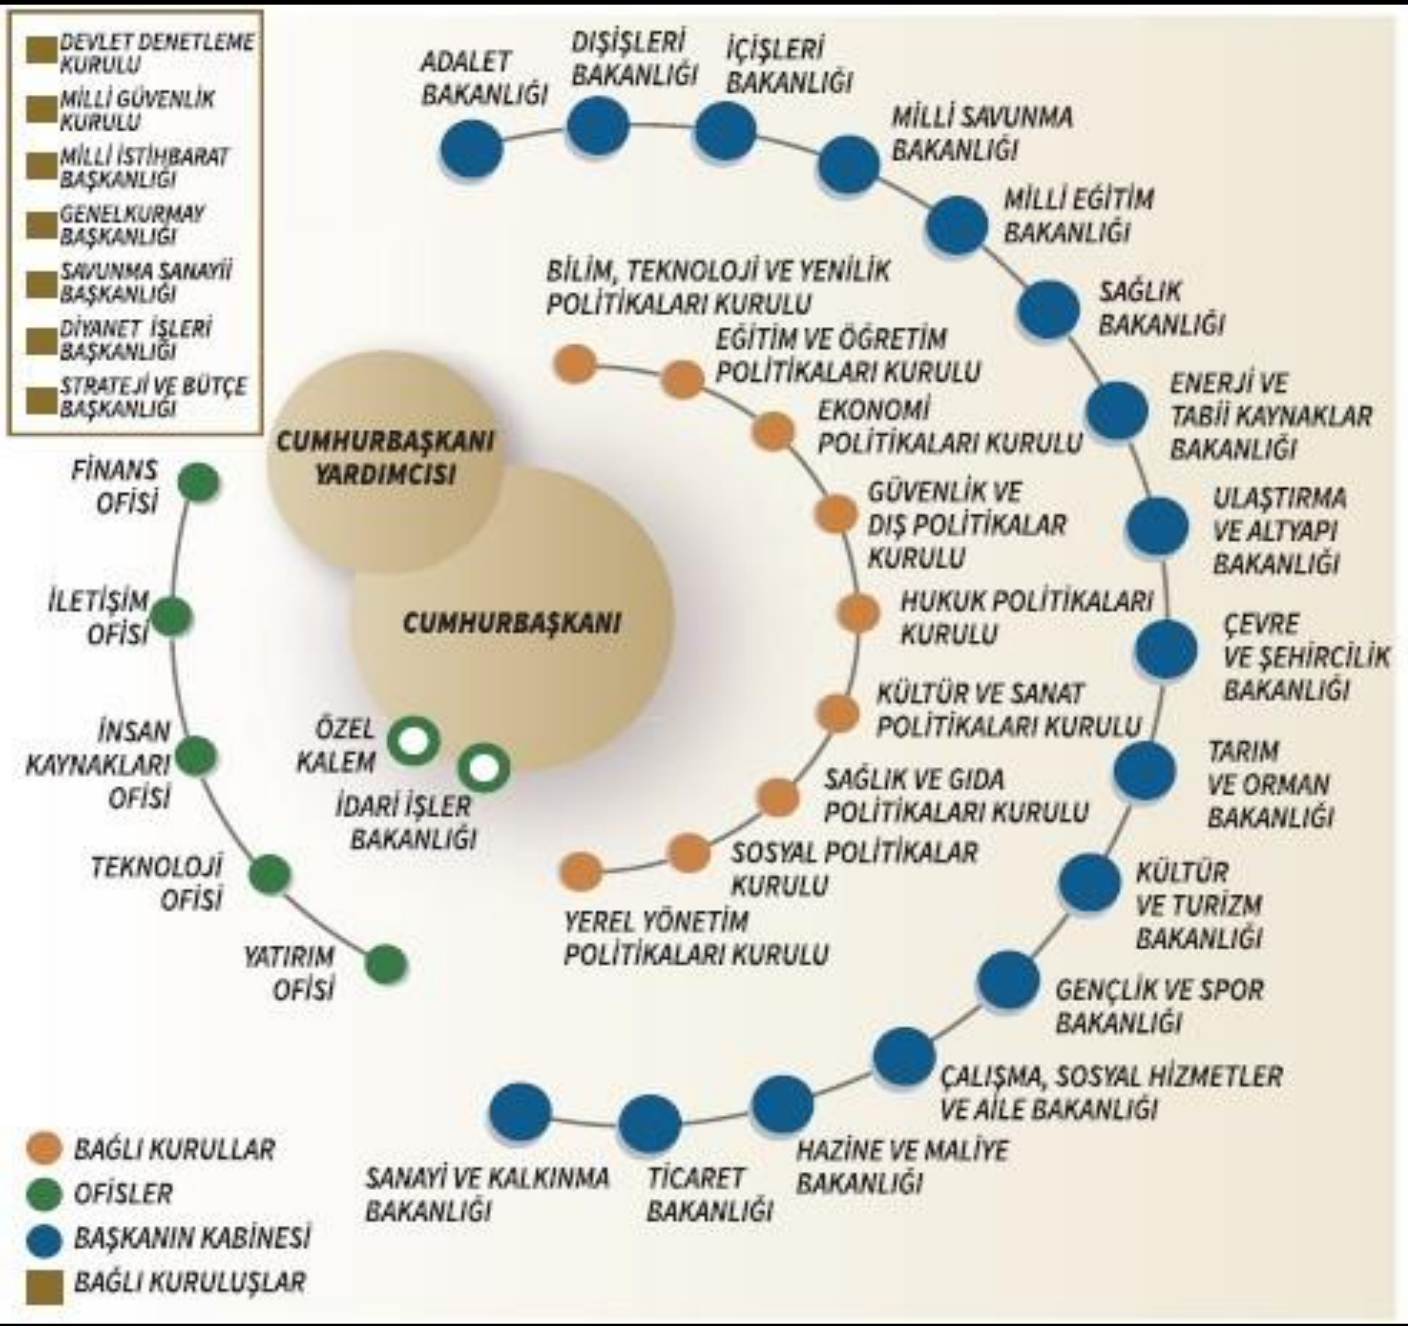 DEVLET DENETLEME
KURULU
MİLLİ GÜVENLİK
KURULU
MİLLİ İSTİHBARAT
BAŞKANLIĞI
GENELKURMAY
BAŞKANLIĞI
SAVUNMA SANAYİİ
BAŞKANLIĞI
DİYANET İŞLERİ
BAŞKANLIĞI
STRATEJİ VE BÜTÇE
BAŞKANLIĞI
ADALET
BAKANLIĞI
DIŞİŞLERİ
BAKANLIĞI
İÇİŞLERİ
BAKANLIĞI
MİLLİ SAVUNMA
BAKANLIĞI
MİLLİ EĞİTİM
BAKANLIĞI
SAĞLIK
BAKANLIĞI
ENERJİ VE
TABİİ KAYNAKLAR
BAKANLIĞI
ULAŞTIRMA
VE ALTYAPI
BAKANLIĞI
ÇEVRE
VE ŞEHİRCİLİK
BAKANLIĞI
TARIM
VE ORMAN
BAKANLIĞI
KÜLTÜR
VE TURİZM
BAKANLIĞI
GENÇLİK VE SPOR
BAKANLIĞI
ÇALIŞMA, SOSYAL HİZMETLER
VE AİLE BAKANLIĞI
HAZİNE VE MALİYE
BAKANLIĞI
TİCARET
BAKANLIĞI
SANAYİ VE KALKINMA
BAKANLIĞI
BİLİM, TEKNOLOJİ VE YENİLİK
POLİTİKALARI KURULU
EĞİTİM VE ÖĞRETİM
POLİTİKALARI KURULU
EKONOMİ
POLİTİKALARI KURULU
GÜVENLİK VE
DIŞ POLİTİKALAR
KURULU
HUKUK POLİTİKALARI
KURULU
KÜLTÜR VE SANAT
POLİTİKALARI KURULU
SAĞLIK VE GIDA
POLİTİKALARI KURULU
SOSYAL POLİTİKALAR
KURULU
YEREL YÖNETİM
POLİTİKALARI KURULU
CUMHURBAŞKANI
YARDIMCISI
CUMHURBAŞKANI
ÖZEL
KALEM
İDARİ İŞLER
BAKANLIĞI
FİNANS
OFİSİ
İLETİŞİM
OFİSİ
İNSAN
KAYNAKLARI
OFİSİ
TEKNOLOJİ
OFİSİ
YATIRIM
OFİSİ
BAĞLI KURULLAR
OFİSLER
BAŞKANIN KABİNESİ
BAĞLI KURULUŞLAR